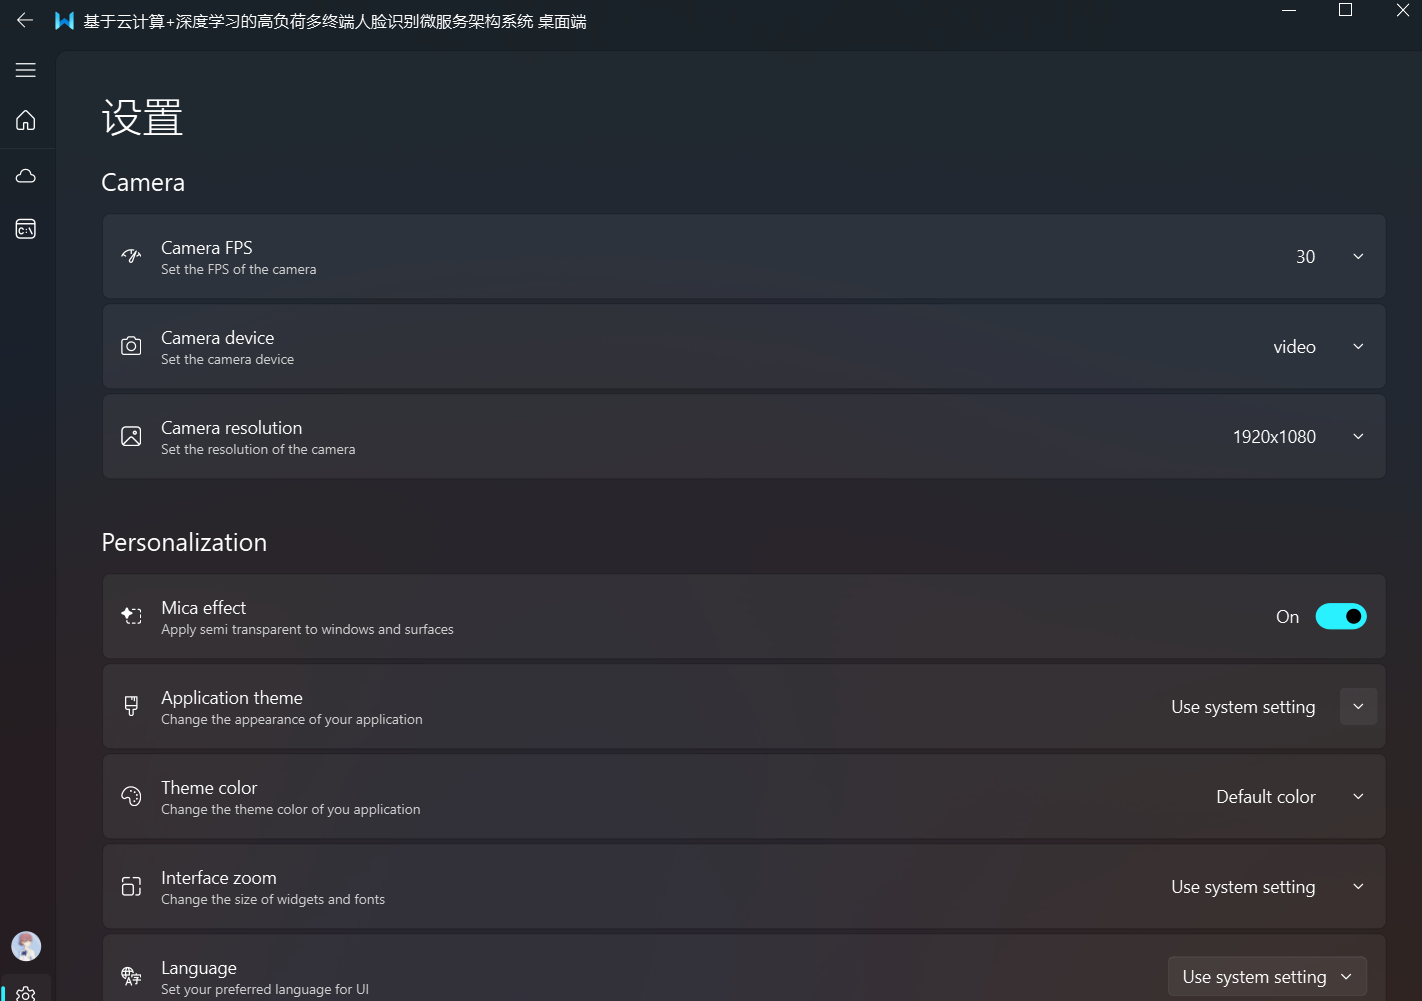 基于云计算+深度学习的高负荷多终端人脸识别微服务架构系统 桌面端
设置
Camera
Camera FPS
Set the FPS of the camera
30
Camera device
Set the camera device
video
Camera resolution
Set the resolution of the camera
1920x1080
Personalization
Mica effect
Apply semi transparent to windows and surfaces
On
Application theme
Change the appearance of your application
Use system setting
Theme color
Change the theme color of you application
Default color
Interface zoom
Change the size of widgets and fonts
Use system setting
Language
Set your preferred language for UI
Use system setting